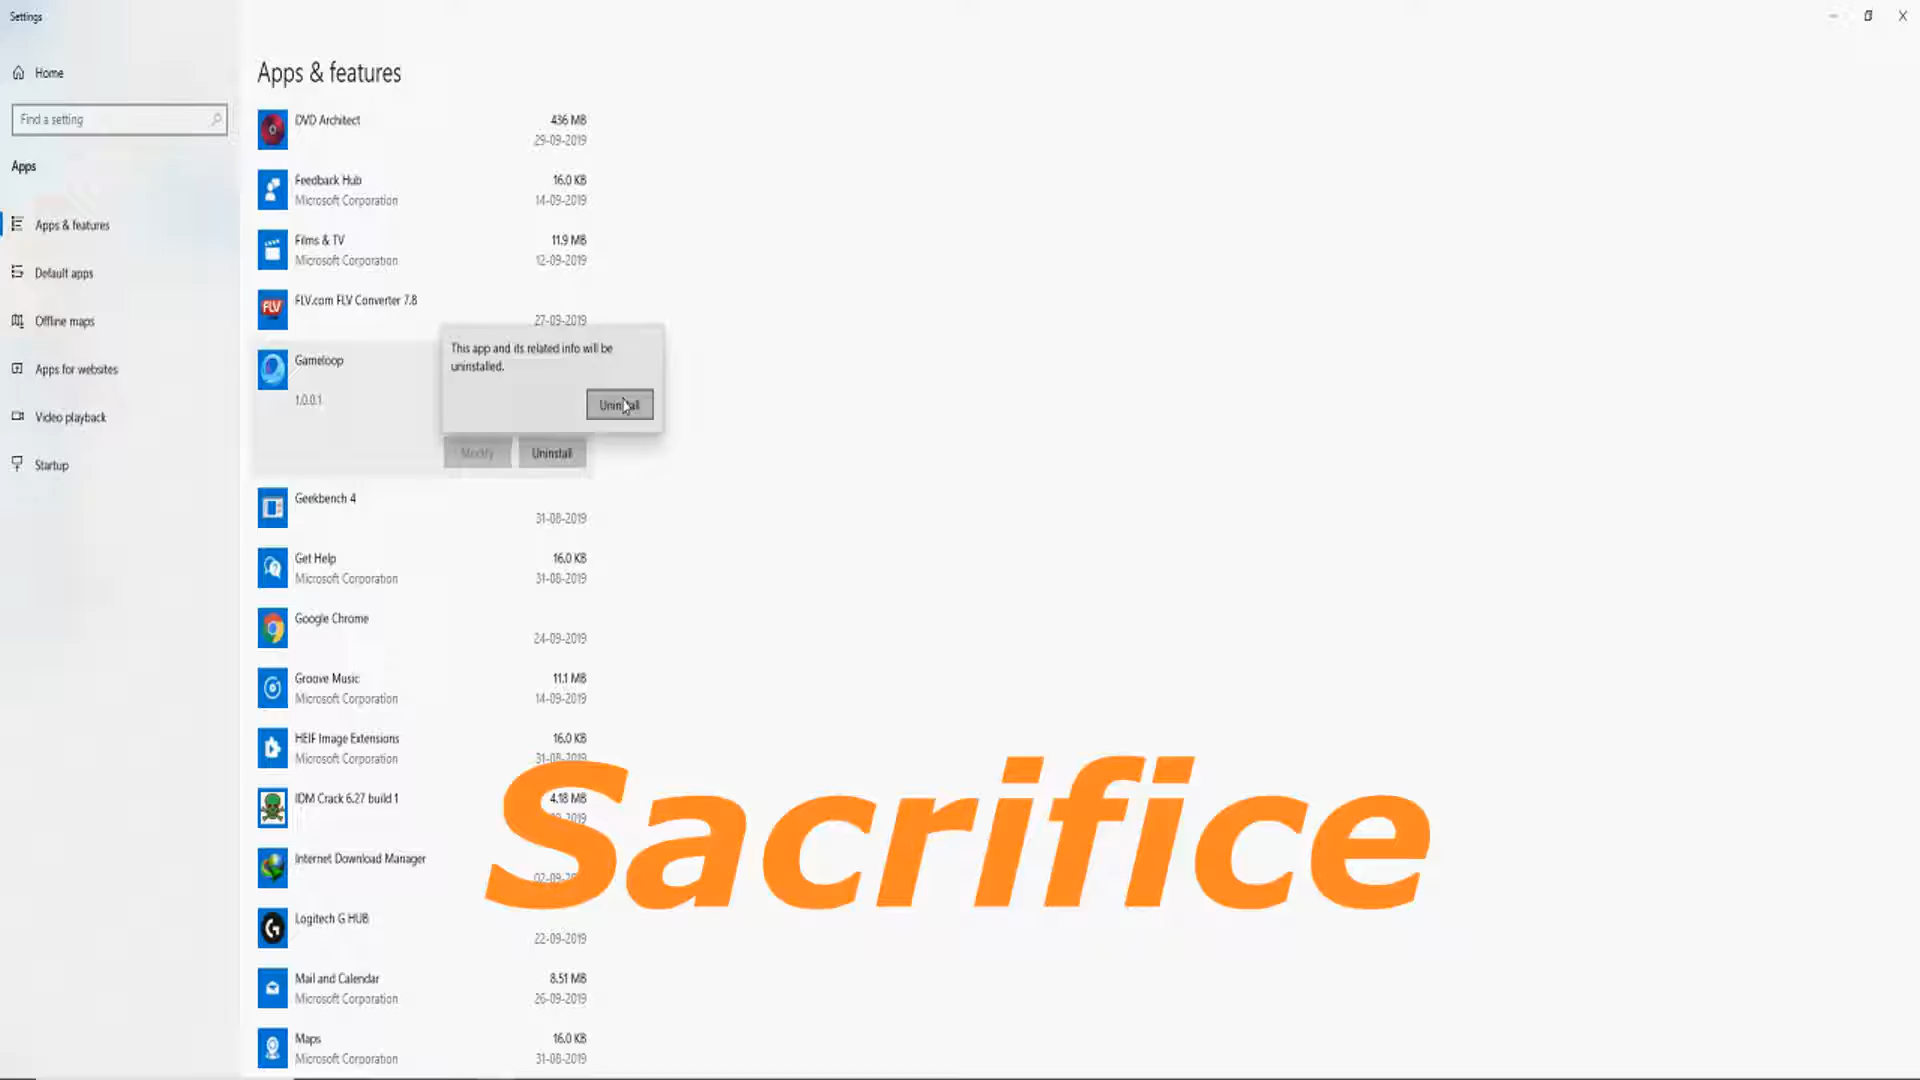 Settings
Home
Find a setting
Apps
Apps & features
Default apps
Offline maps
Apps for websites
Video playback
Startup
Apps & features
DVD Architect
436 MB
29-09-2019
Feedback Hub
16.0 KB
Microsoft Corporation
14-09-2019
Films & TV
11.9 MB
Microsoft Corporation
12-09-2019
FLV
FLV.com FLV Converter 7.8
27-09-2019
Gameloop
1.0.0.1
This app and its related info will be
uninstalled.
Uninstall
Modify
Uninstall
Geekbench 4
31-08-2019
Get Help
16.0 KB
Microsoft Corporation
31-08-2019
Google Chrome
24-09-2019
Groove Music
11.1 MB
Microsoft Corporation
14-09-2019
HEIF Image Extensions
16.0 KB
Microsoft Corporation
31-08-2019
IDM Crack 6.27 build 1
4.18 MB
Internet Download Manager
Logitech G HUB
22-09-2019
Mail and Calendar
8.51 MB
Microsoft Corporation
26-09-2019
Maps
16.0 KB
Microsoft Corporation
31-08-2019
Sacrifice